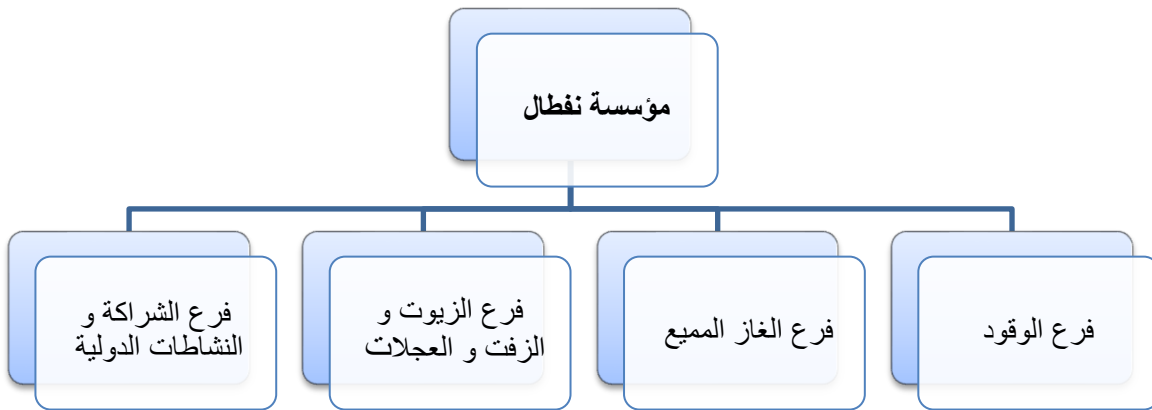 مؤسسة نفطال
فرع الوقود
فرع الغاز المميع
فرع الزيوت و
الزفت و العجلات
فرع الشراكة و
النشاطات الدولية